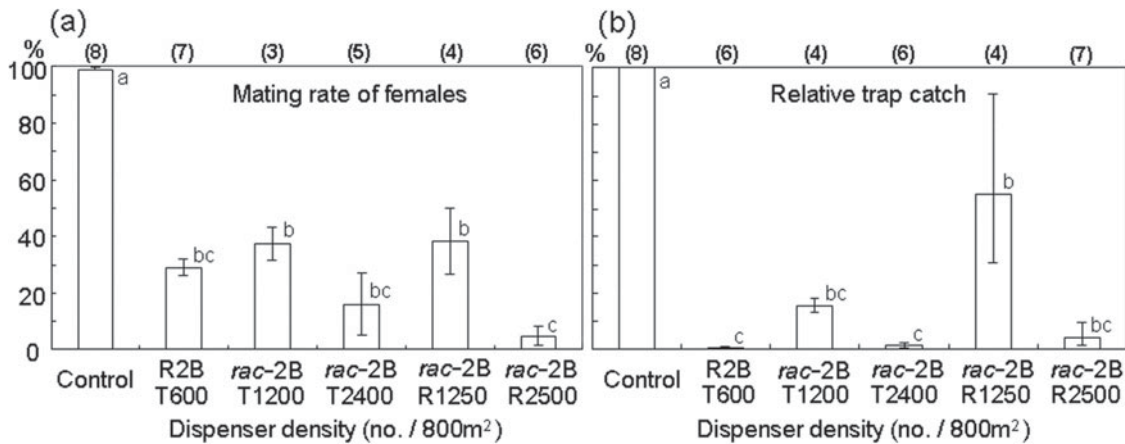 (a)
% (8) (7) (3) (5) (4) (6)
100
80
60
40
20
0
Mating rate of females
a
bc
b
bc
b
c
Control R2B rac-2B rac-2B rac-2B rac-2B
T600 T1200 T2400 R1250 R2500
Dispenser density (no. / 800m²)
(b)
% (8) (6) (4) (6) (4) (7)
Relative trap catch
a
c
bc
c
b
bc
Control R2B rac-2B rac-2B rac-2B rac-2B
T600 T1200 T2400 R1250 R2500
Dispenser density (no. / 800m²)